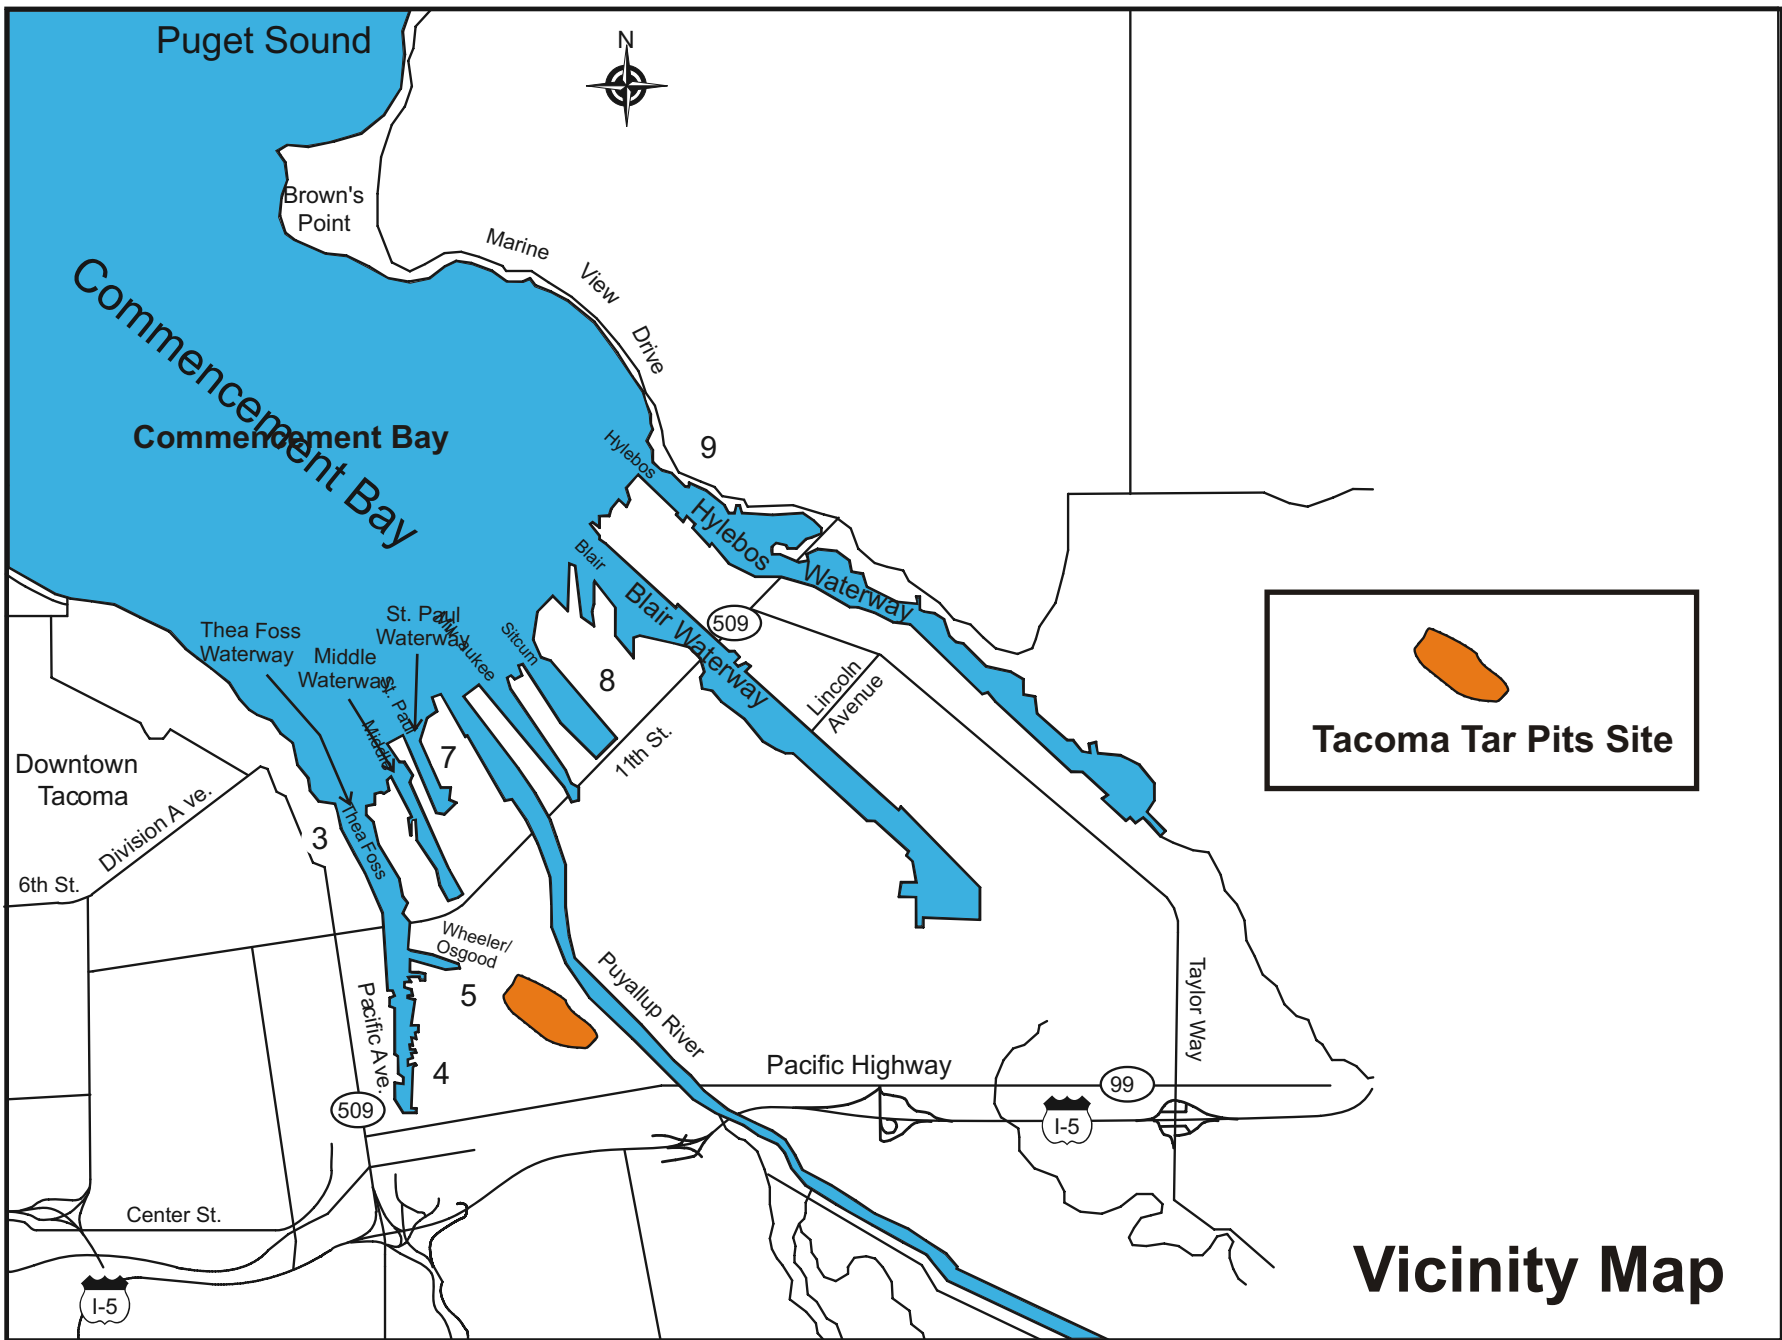 Puget Sound
N
Brown's
Point
Marine
View
Drive
Commencement Bay
Commencement Bay
9
Hylebos
Hylebos
Waterway
Blair
Blair Waterway
509
St. Paul
Waterway
Milwaukee
Sitcum
Thea Foss
Waterway
Middle
Waterway
St. Paul
Middle
8
7
11th St.
Lincoln
Avenue
Tacoma Tar Pits Site
Downtown
Tacoma
Division A ve.
3
Thea Foss
6th St.
Wheeler/
Osgood
5
Puyallup River
Taylor Way
Pacific Ave.
4
Pacific Highway
99
509
I-5
Center St.
I-5
Vicinity Map